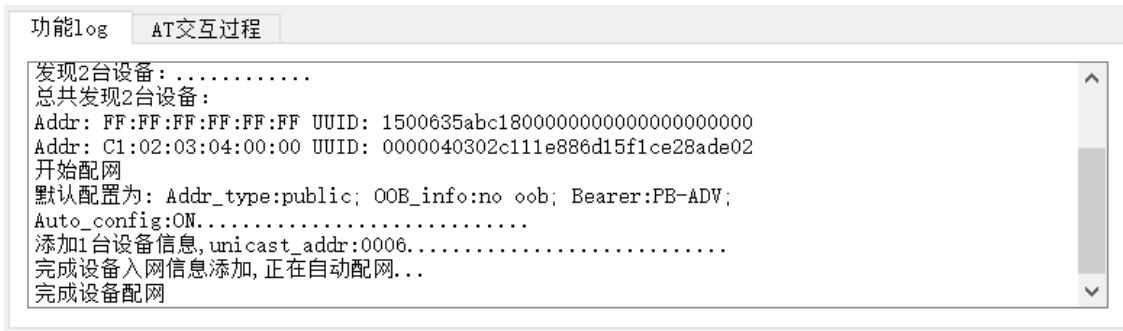 功能log
AT交互过程
发现2台设备：............
总共发现2台设备：
Addr: FF:FF:FF:FF:FF:FF UUID: 1500635abc18000000000000000000000
Addr: C1:02:03:04:00:00 UUID: 0000040302c111e886d15f1ce28ade02
开始配网
默认配置为: Addr_type:public; OOB_info:no oob; Bearer:PB-ADV;
Auto_config:ON...........................
添加1台设备信息,unicast_addr:0006..........................
完成设备入网信息添加,正在自动配网...
完成设备配网